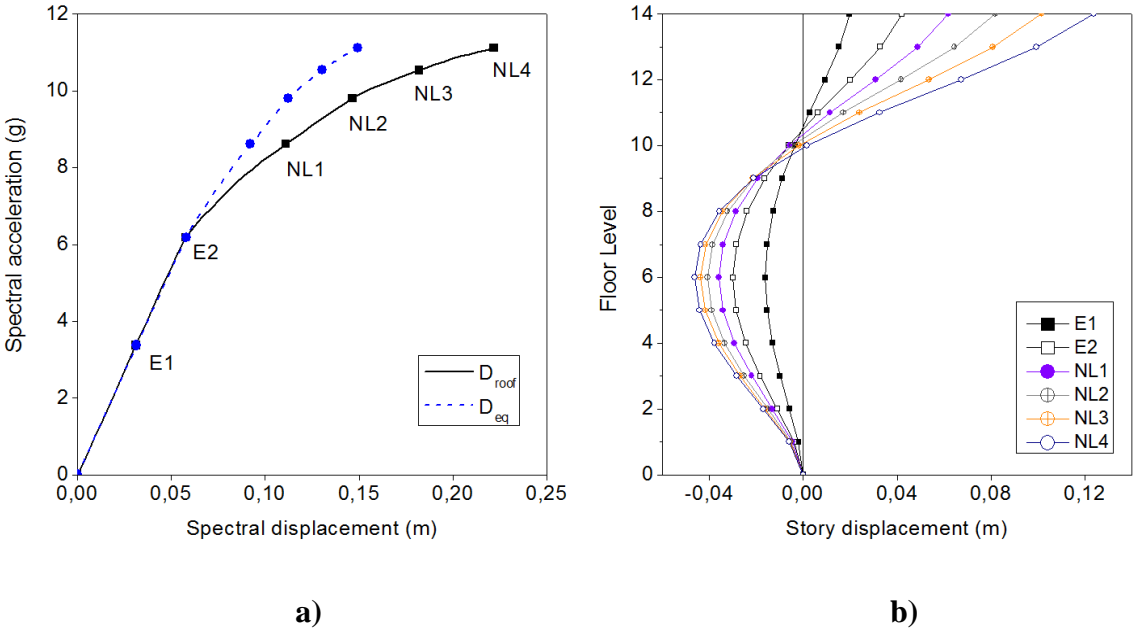 12
10
8
6
4
2
0
0,00
0,05
0,10
0,15
0,20
0,25
Spectral acceleration (g)
Spectral displacement (m)
E1
E2
NL1
NL2
NL3
NL4
D roof
D eq
a)
14
12
10
8
6
4
2
0
-0,04
0,00
0,04
0,08
0,12
Floor Level
Story displacement (m)
E1
E2
NL1
NL2
NL3
NL4
b)